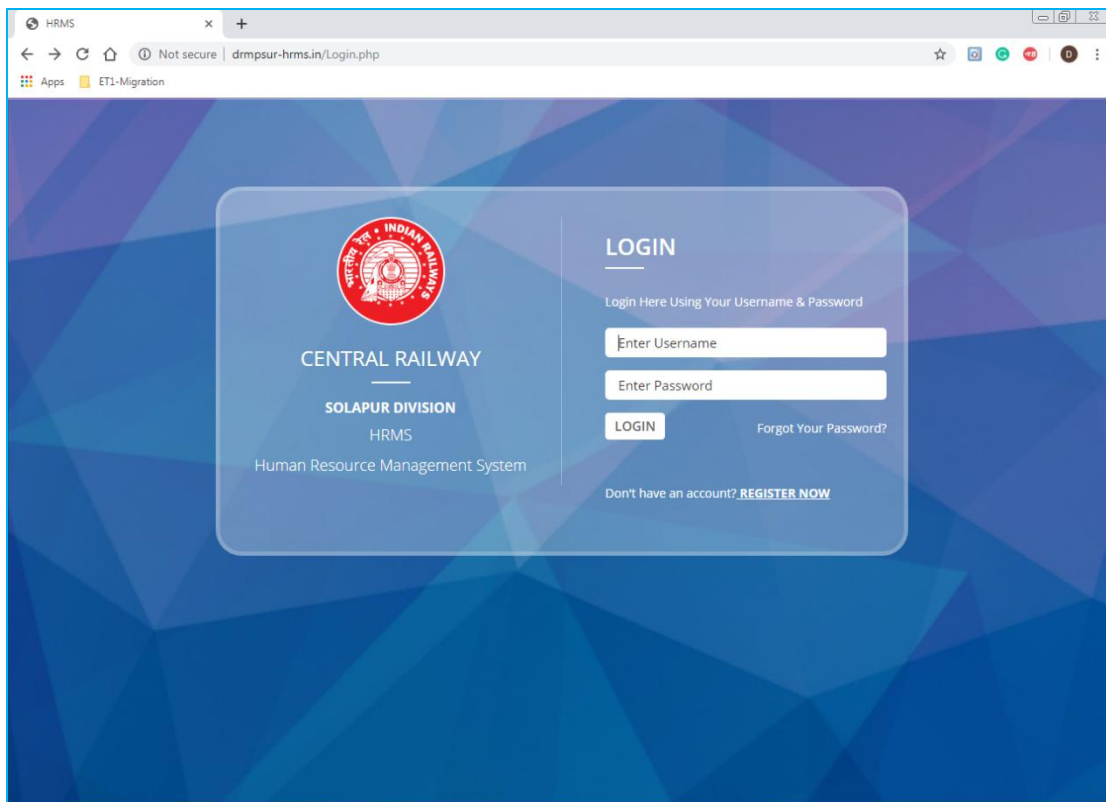 HRMS
Not secure | drmpsur-hrms.in/Login.php
D
Apps ET1-Migration
भारतीय रेल • INDIAN RAILWAYS
CENTRAL RAILWAY
SOLAPUR DIVISION
HRMS
Human Resource Management System
LOGIN
Login Here Using Your Username & Password
Enter Username
Enter Password
LOGIN Forgot Your Password?
Don't have an account? REGISTER NOW